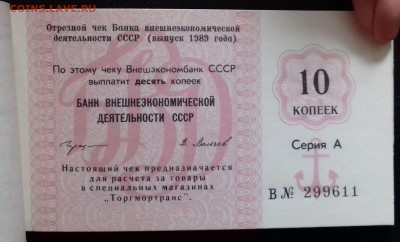 COINS.LAVE.RU
Отрезной чек Банка внешнеэкономической
деятельности СССР (выпуск 1989 года)
По этому чеку Внешэкономбанк СССР
выплатит десять копеек
БАНК ВНЕШНЕЭКОНОМИЧЕСКОЙ
ДЕЯТЕЛЬНОСТИ СССР
Настоящий чек предназначается
для расчета за товары
в специальных магазинах
"Торгмортранс".
10
КОПЕЕК
Серия А
В № 299611